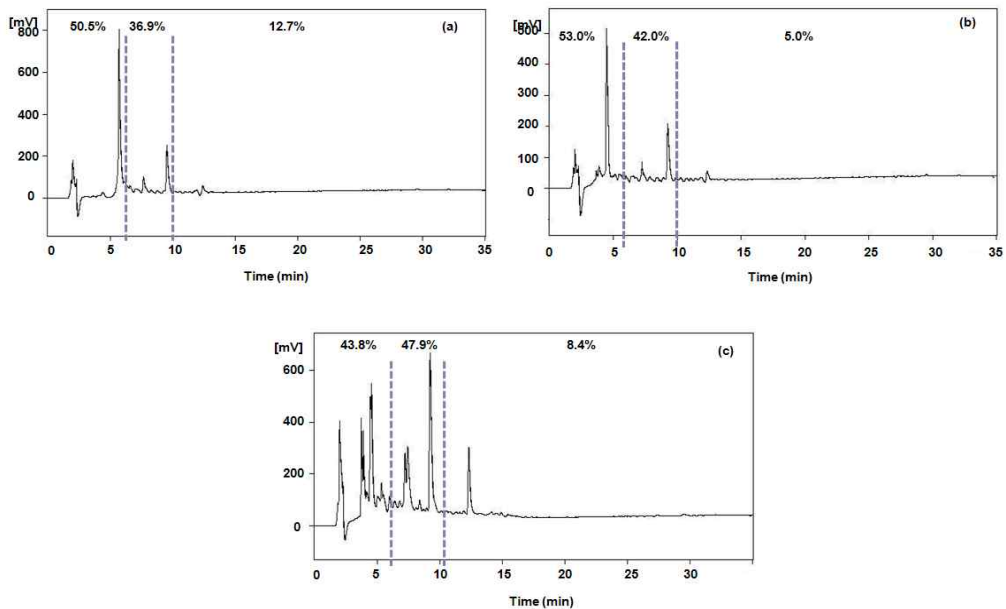 [mV]
50.5% 36.9% 12.7% (a)
800
600
400
200
0
0 5 10 15 20 25 30 35
Time (min)
[mV]
53.0% 42.0% 5.0% (b)
500
400
300
200
100
0
0 5 10 15 20 25 30 35
Time (min)
[mV]
43.8% 47.9% 8.4% (c)
600
400
200
0
0 5 10 15 20 25 30
Time (min)